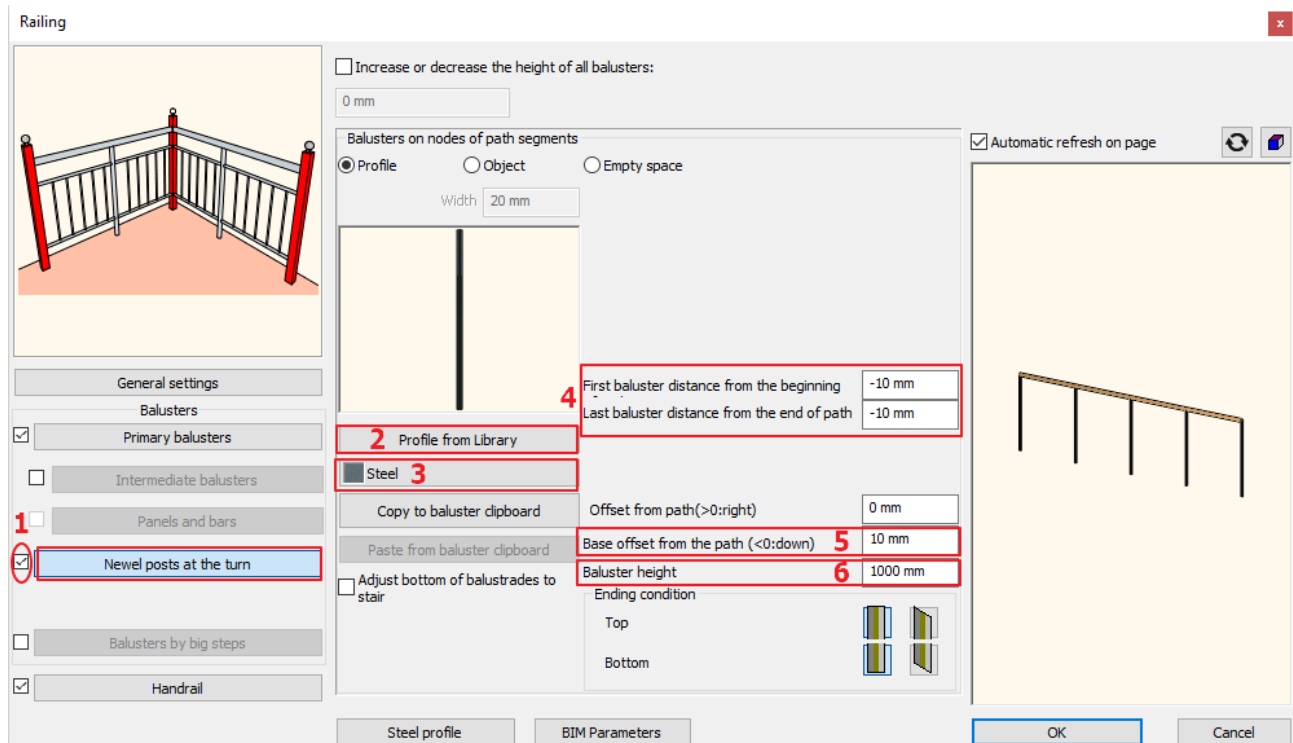 Railing
x
Increase or decrease the height of all balusters:
0 mm
Balusters on nodes of path segments
Profile
Object
Empty space
Width 20 mm
Automatic refresh on page
4
First baluster distance from the beginning
-10 mm
Last baluster distance from the end of path
-10 mm
2 Profile from Library
Steel 3
Copy to baluster clipboard
Paste from baluster clipboard
Adjust bottom of balustrades to
stair
Offset from path(>0:right)
0 mm
Base offset from the path (<0:down) 5
10 mm
Baluster height 6
1000 mm
Ending condition
Top
Bottom
General settings
Balusters
Primary balusters
Intermediate balusters
Panels and bars
1
Newel posts at the turn
Balusters by big steps
Handrail
Steel profile
BIM Parameters
OK
Cancel